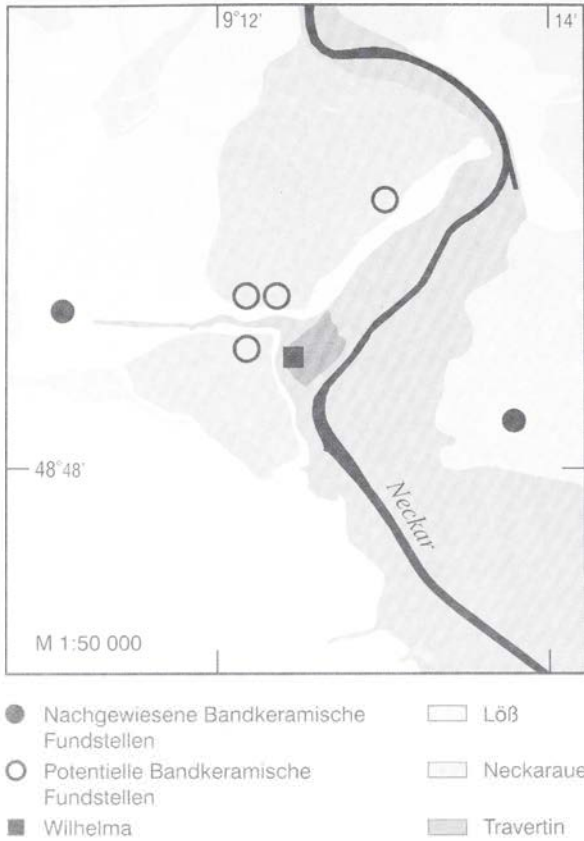 9°12'
14'
48°48'
Neckar
M 1:50 000
Nachgewiesene Bandkeramische
Fundstellen
Potentielle Bandkeramische
Fundstellen
Wilhelma
Löß
Neckaraue
Travertin